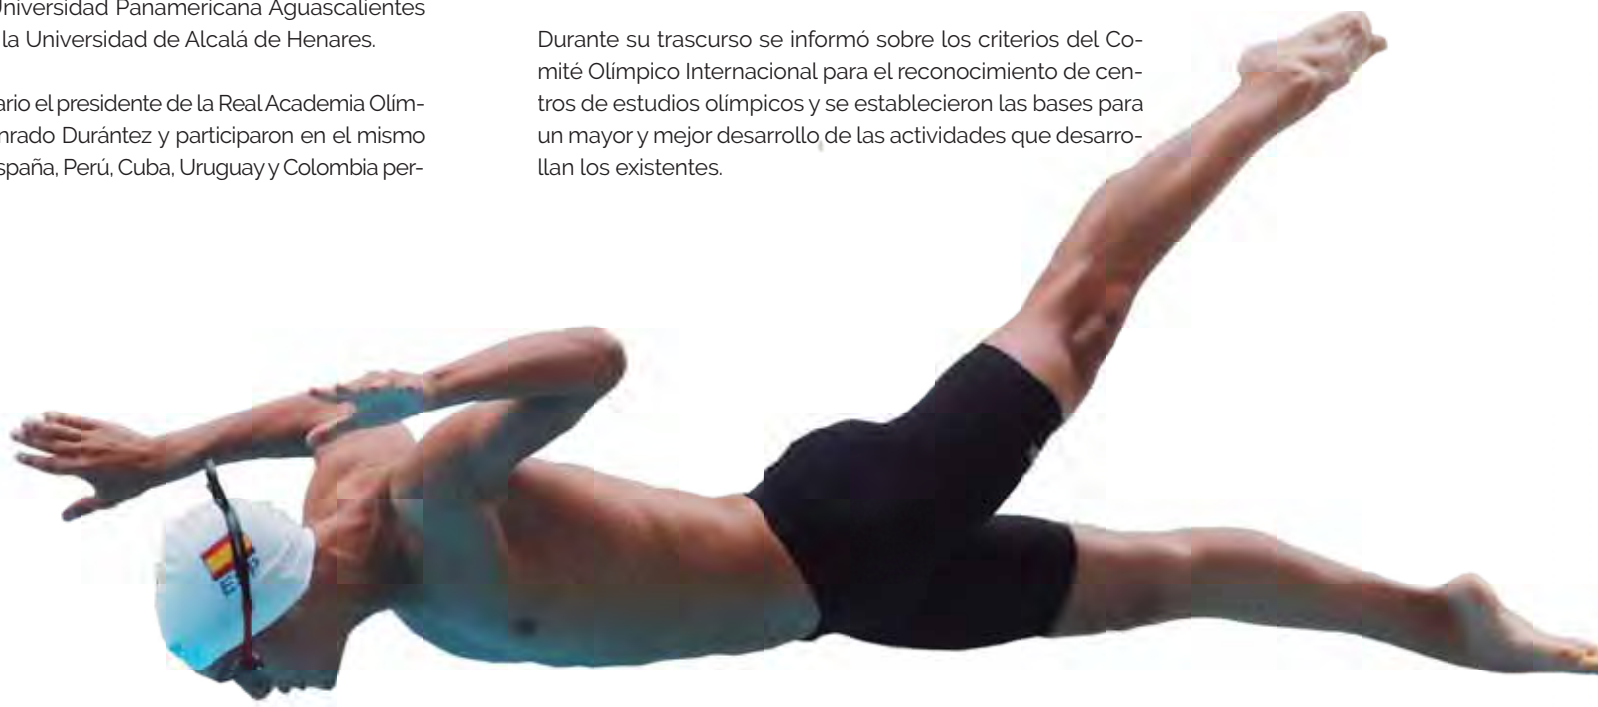 Universidad Panamericana Aguascalientes
la Universidad de Alcalá de Henares.
ario el presidente de la Real Academia Olím-
nrado Durántez y participaron en el mismo
spaña, Perú, Cuba, Uruguay y Colombia per-
Durante su trascurso se informó sobre los criterios del Co-
mité Olímpico Internacional para el reconocimiento de cen-
tros de estudios olímpicos y se establecieron las bases para
un mayor y mejor desarrollo de las actividades que desarro-
llan los existentes.